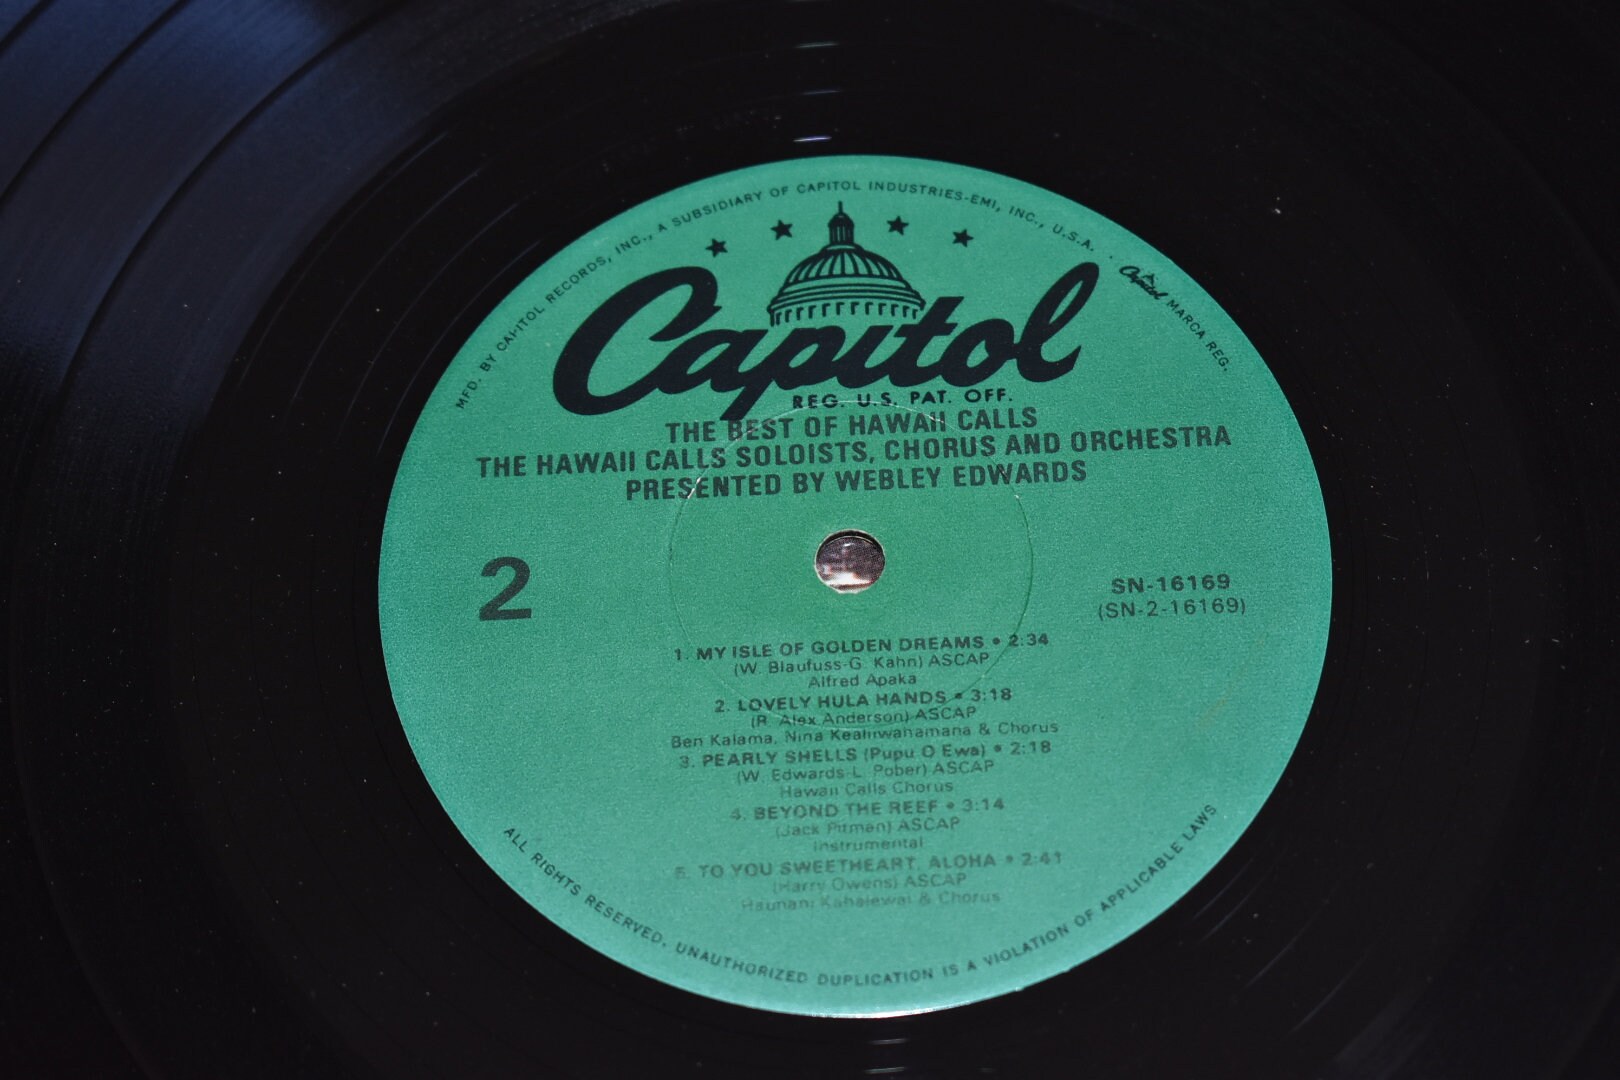 MFD. BY CAPITOL RECORDS, INC., A SUBSIDIARY OF CAPITOL INDUSTRIES-EMI, INC., U.S.A. . Capitol MARCA REG.
Capitol
REG. U.S. PAT. OFF.
THE BEST OF HAWAII CALLS
THE HAWAII CALLS SOLOISTS, CHORUS AND ORCHESTRA
PRESENTED BY WEBLEY EDWARDS
2
SN-16169
(SN-2-16169)
1. MY ISLE OF GOLDEN DREAMS • 2:34
(W. Blaufuss-G. Kahn) ASCAP
Alfred Apaka
2. LOVELY HULA HANDS • 3:18
(R. Alex Anderson) ASCAP
Ben Kalama, Nina Kealiiwahamana & Chorus
3. PEARLY SHELLS (Pupu O Ewa) • 2:18
(W. Edwards-L. Pober) ASCAP
Hawaii Calls Chorus
4. BEYOND THE REEF • 3:14
(Jack Pitman) ASCAP
Instrumental
5. TO YOU SWEETHEART, ALOHA • 2:41
(Harry Owens) ASCAP
Haunani Kahalewai & Chorus
ALL RIGHTS RESERVED. UNAUTHORIZED DUPLICATION IS A VIOLATION OF APPLICABLE LAWS